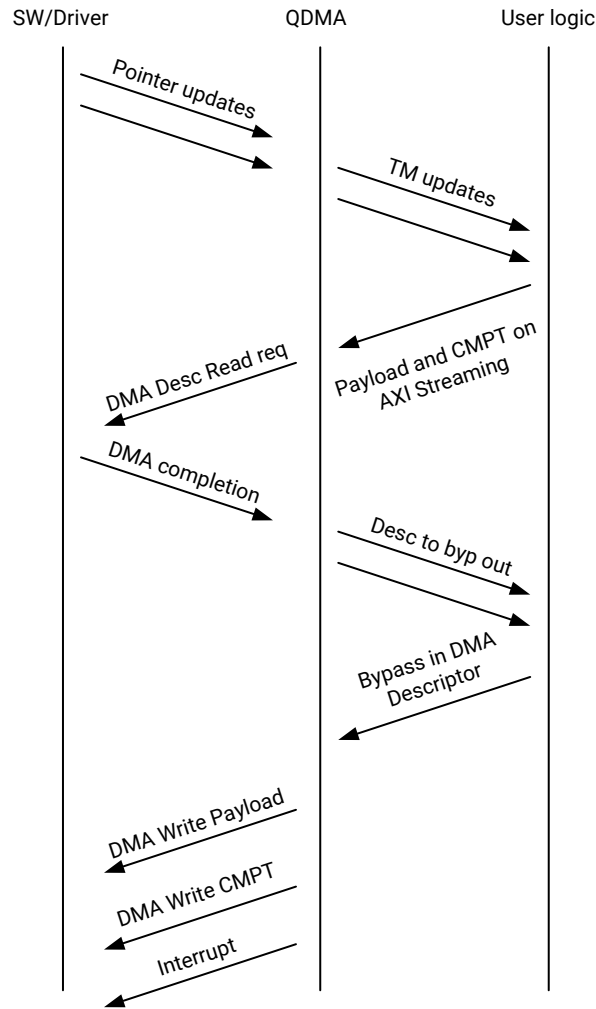 SW/Driver
QDMA
User logic
Pointer updates
TM updates
Payload and CMPT on
AXI Streaming
DMA Desc Read req
DMA completion
Desc to byp out
Bypass in DMA
Descriptor
DMA Write Payload
DMA Write CMPT
Interrupt